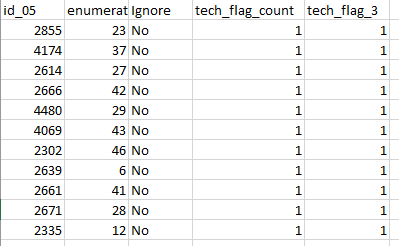 id_05 enumerat Ignore tech_flag_count tech_flag_3
2855 23 No 1 1
4174 37 No 1 1
2614 27 No 1 1
2666 42 No 1 1
4480 29 No 1 1
4069 43 No 1 1
2302 46 No 1 1
2639 6 No 1 1
2661 41 No 1 1
2671 28 No 1 1
2335 12 No 1 1